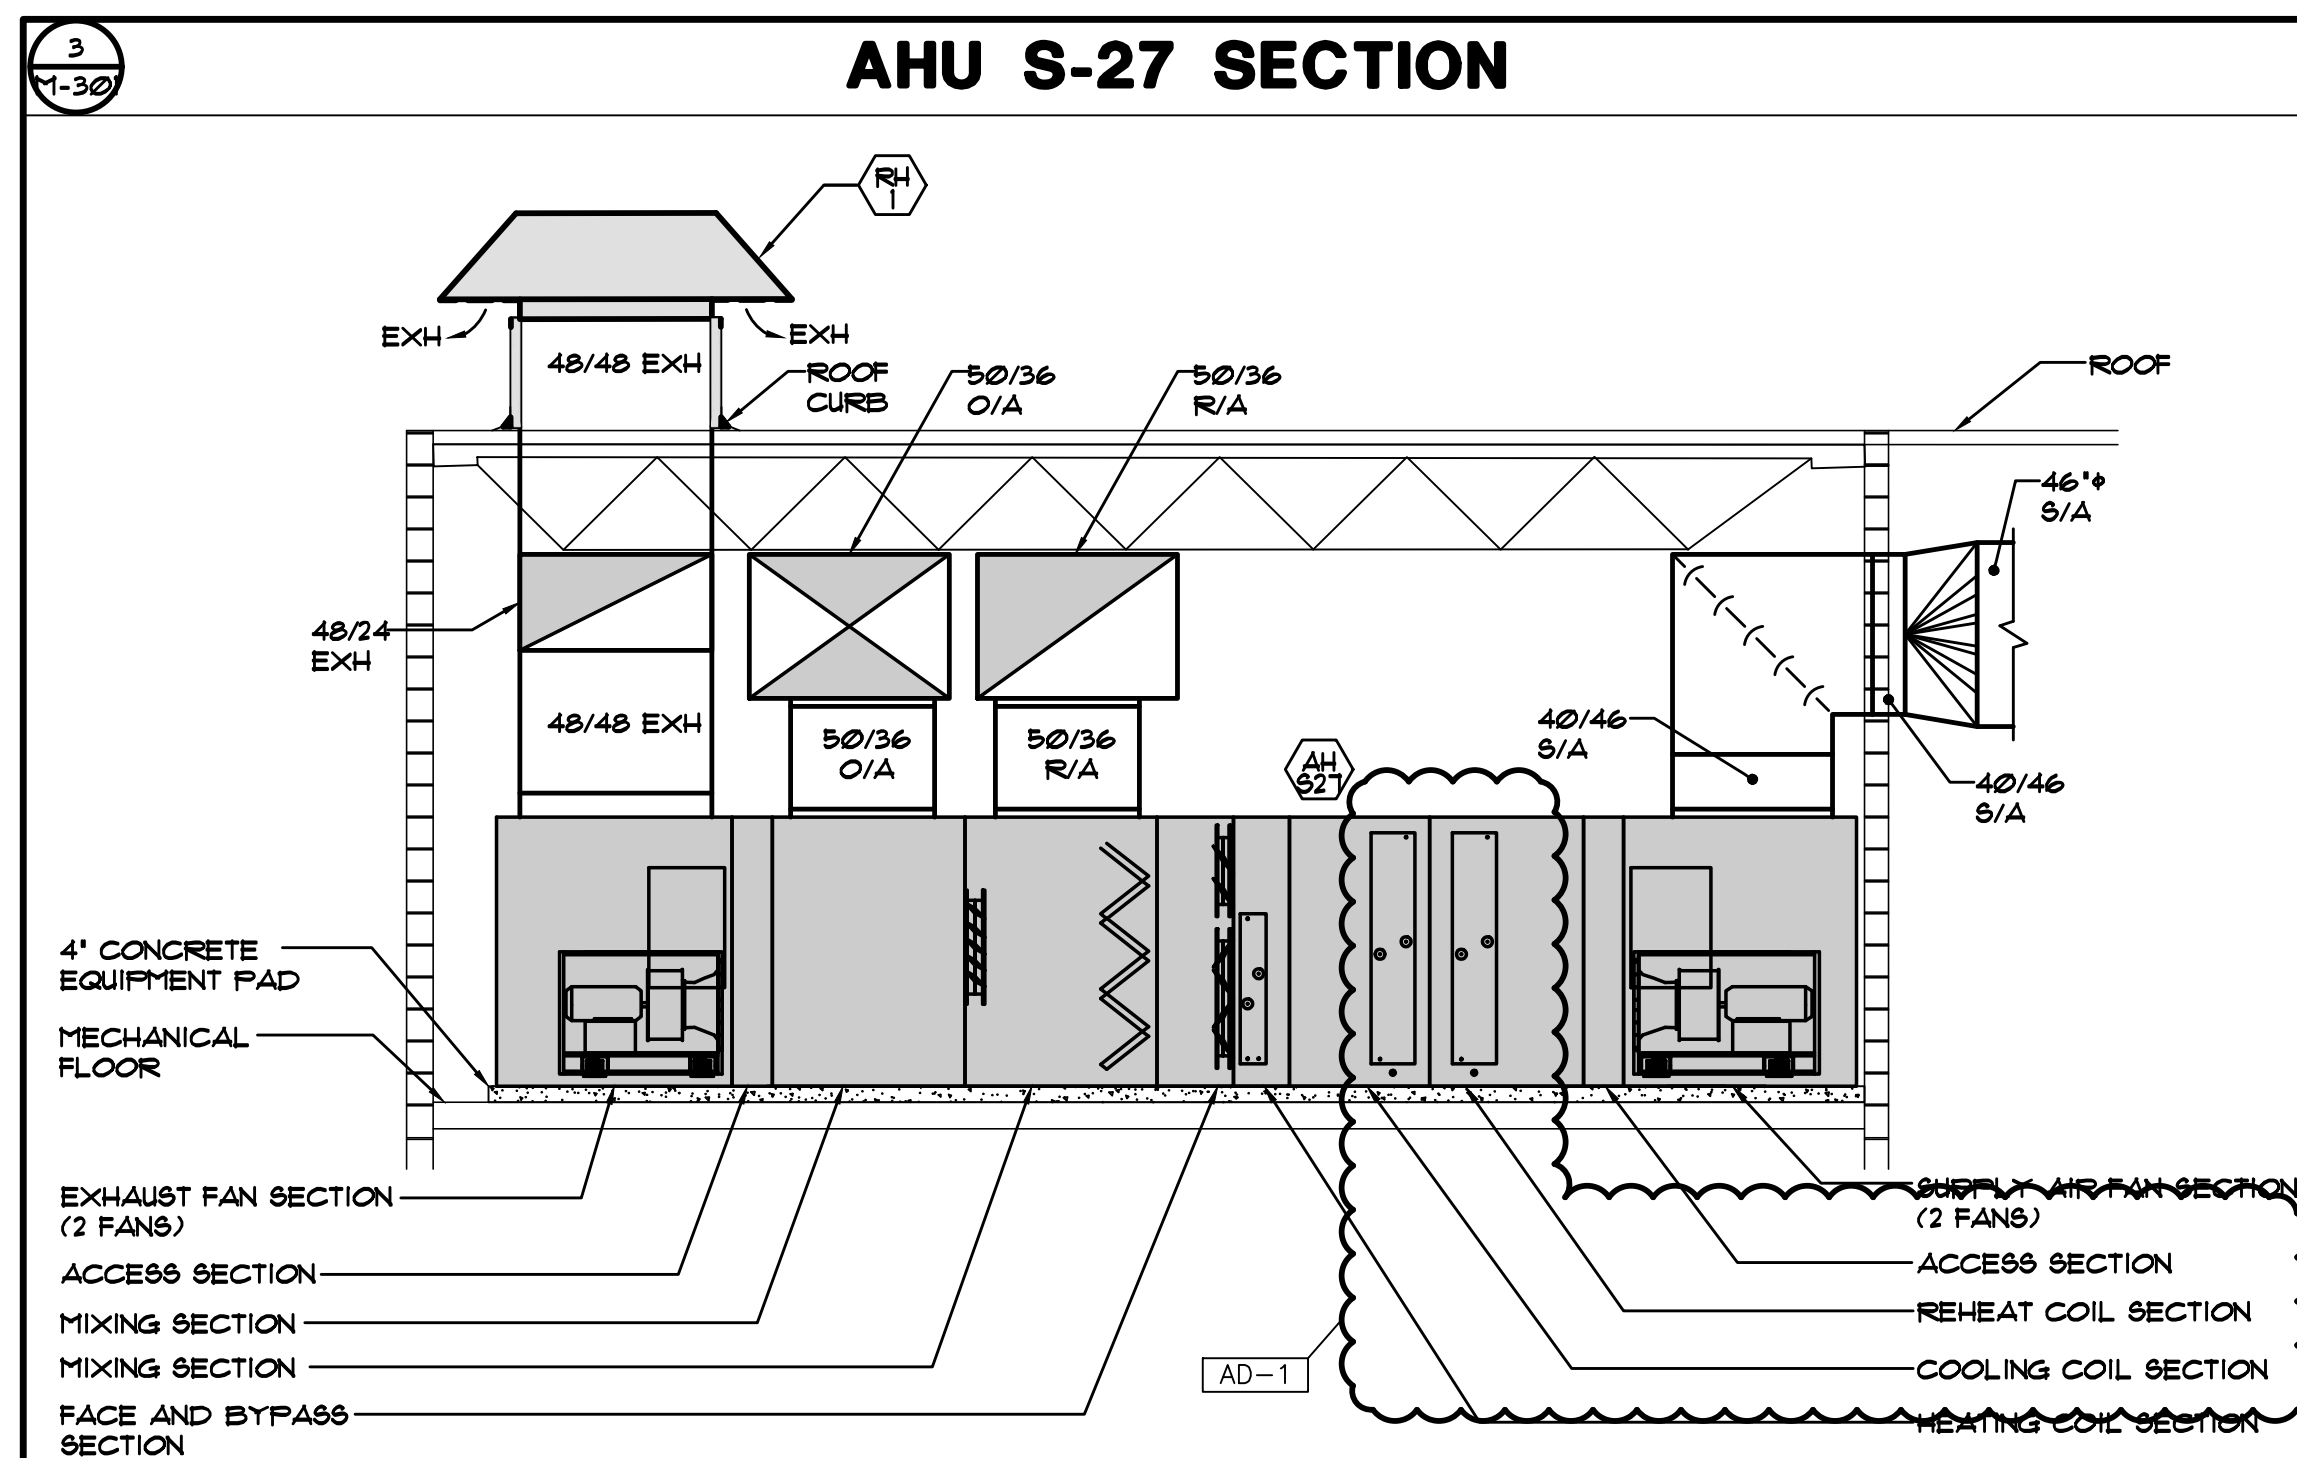 3
M-301
AHU S-27 SECTION
RH
1
EXH
EXH
48/48 EXH
ROOF
CURB
50/36
O/A
50/36
R/A
ROOF
46"ϕ
S/A
48/24
EXH
48/48 EXH
50/36
O/A
50/36
R/A
40/46
S/A
AH
S27
40/46
S/A
4" CONCRETE
EQUIPMENT PAD
MECHANICAL
FLOOR
EXHAUST FAN SECTION
(2 FANS)
ACCESS SECTION
MIXING SECTION
MIXING SECTION
FACE AND BYPASS
SECTION
SUPPLY AIR FAN SECTION
(2 FANS)
ACCESS SECTION
REHEAT COIL SECTION
COOLING COIL SECTION
HEATING COIL SECTION
AD-1